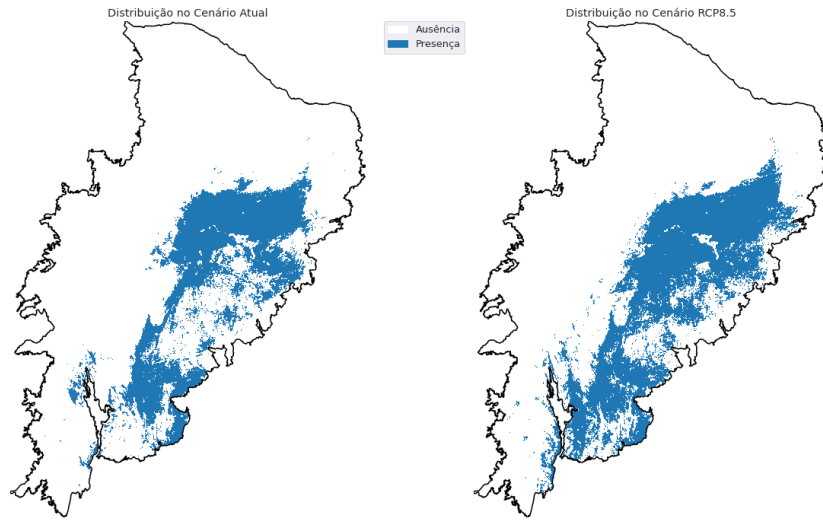 Distribuição no Cenário Atual
Distribuição no Cenário RCP8.5
Ausência
Presença